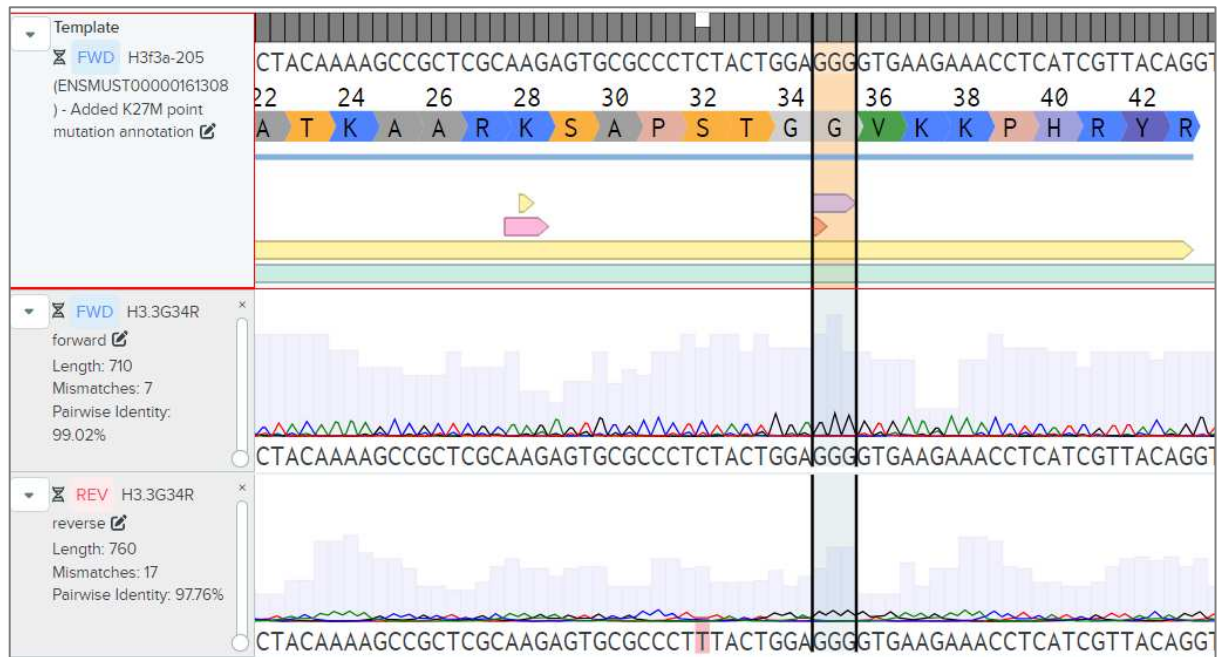 Template
FWD H3f3a-205
(ENSMUST00000161308
) - Added K27M point
mutation annotation
CTACAAAAGCCGCTCGCAAGAGTGCGCCCTCTACTGGAGGGGTGAAGAAACCTCATCGTTACAGGT
22 24 26 28 30 32 34 36 38 40 42
A T K A A R K S A P S T G G V K K P H R Y R
FWD H3.3G34R ×
forward
Length: 710
Mismatches: 7
Pairwise Identity:
99.02%
CTACAAAAGCCGCTCGCAAGAGTGCGCCCTCTACTGGAGGGGTGAAGAAACCTCATCGTTACAGGT
REV H3.3G34R ×
reverse
Length: 760
Mismatches: 17
Pairwise Identity: 97.76%
CTACAAAAGCCGCTCGCAAGAGTGCGCCCTTTACTGGAGGGGTGAAGAAACCTCATCGTTACAGGT